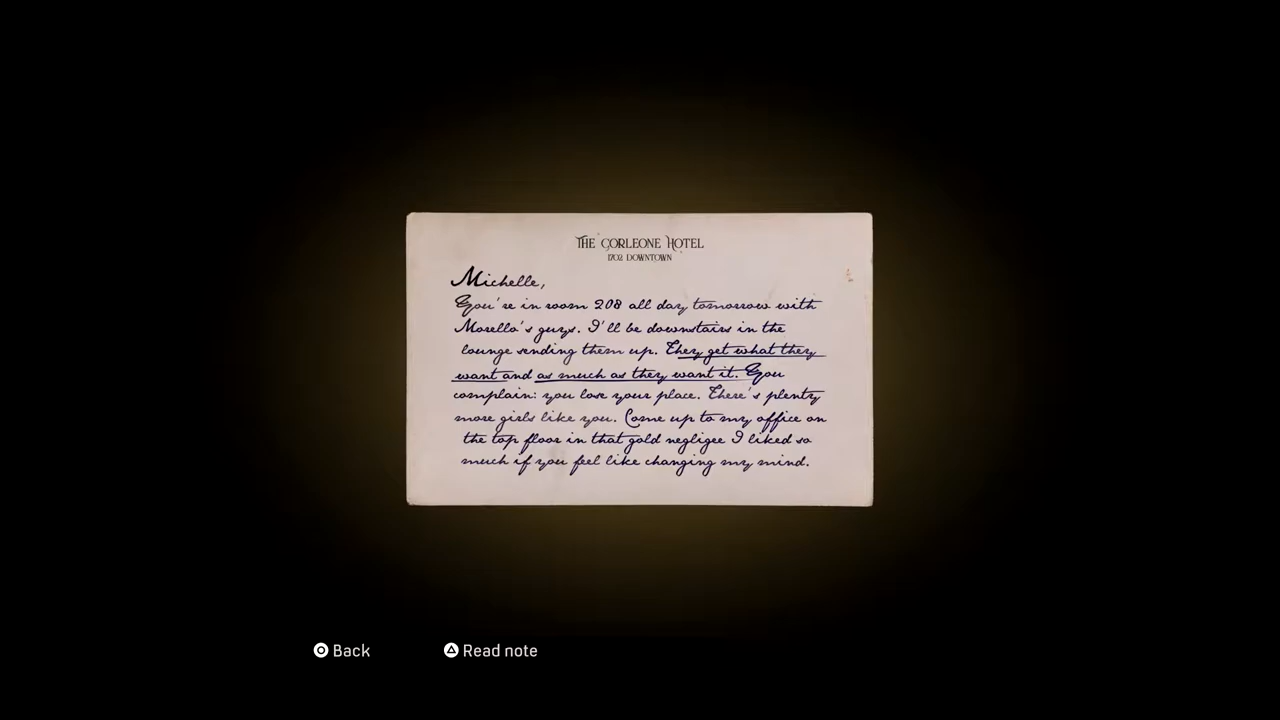 THE CORLEONE HOTEL
1702 DOWNTOWN
Michelle,
You're in room 208 all day tomorrow with
Morello's guys. I'll be downstairs in the
lounge sending them up. They get what they
want and as much as they want it. You
complain: you lose your place. There's plenty
more girls like you. Come up to my office on
the top floor in that gold negligee I liked so
much if you feel like changing my mind.
Back
Read note